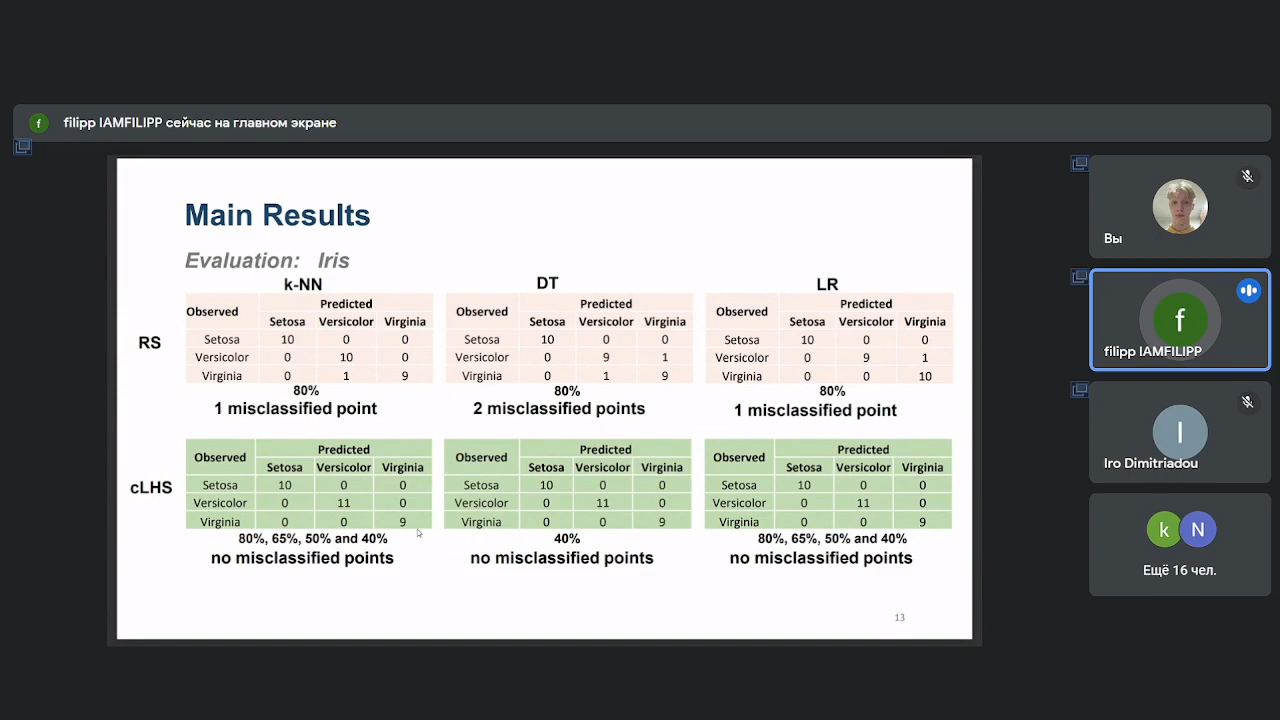 f filipp IAMFILIPP сейчас на главном экране
Main Results
Evaluation: Iris
k-NN DT LR
RS
Observed Predicted
Setosa Versicolor Virginia
Setosa 10 0 0
Versicolor 0 10 0
Virginia 0 1 9
80%
1 misclassified point
Observed Predicted
Setosa Versicolor Virginia
Setosa 10 0 0
Versicolor 0 9 1
Virginia 0 1 9
80%
2 misclassified points
Observed Predicted
Setosa Versicolor Virginia
Setosa 10 0 0
Versicolor 0 9 1
Virginia 0 0 10
80%
1 misclassified point
cLHS
Observed Predicted
Setosa Versicolor Virginia
Setosa 10 0 0
Versicolor 0 11 0
Virginia 0 0 9
80%, 65%, 50% and 40%
no misclassified points
Observed Predicted
Setosa Versicolor Virginia
Setosa 10 0 0
Versicolor 0 11 0
Virginia 0 0 9
40%
no misclassified points
Observed Predicted
Setosa Versicolor Virginia
Setosa 10 0 0
Versicolor 0 11 0
Virginia 0 0 9
80%, 65%, 50% and 40%
no misclassified points
13
Вы
f
filipp IAMFILIPP
I
Iro Dimitriadou
k N
Ещё 16 чел.